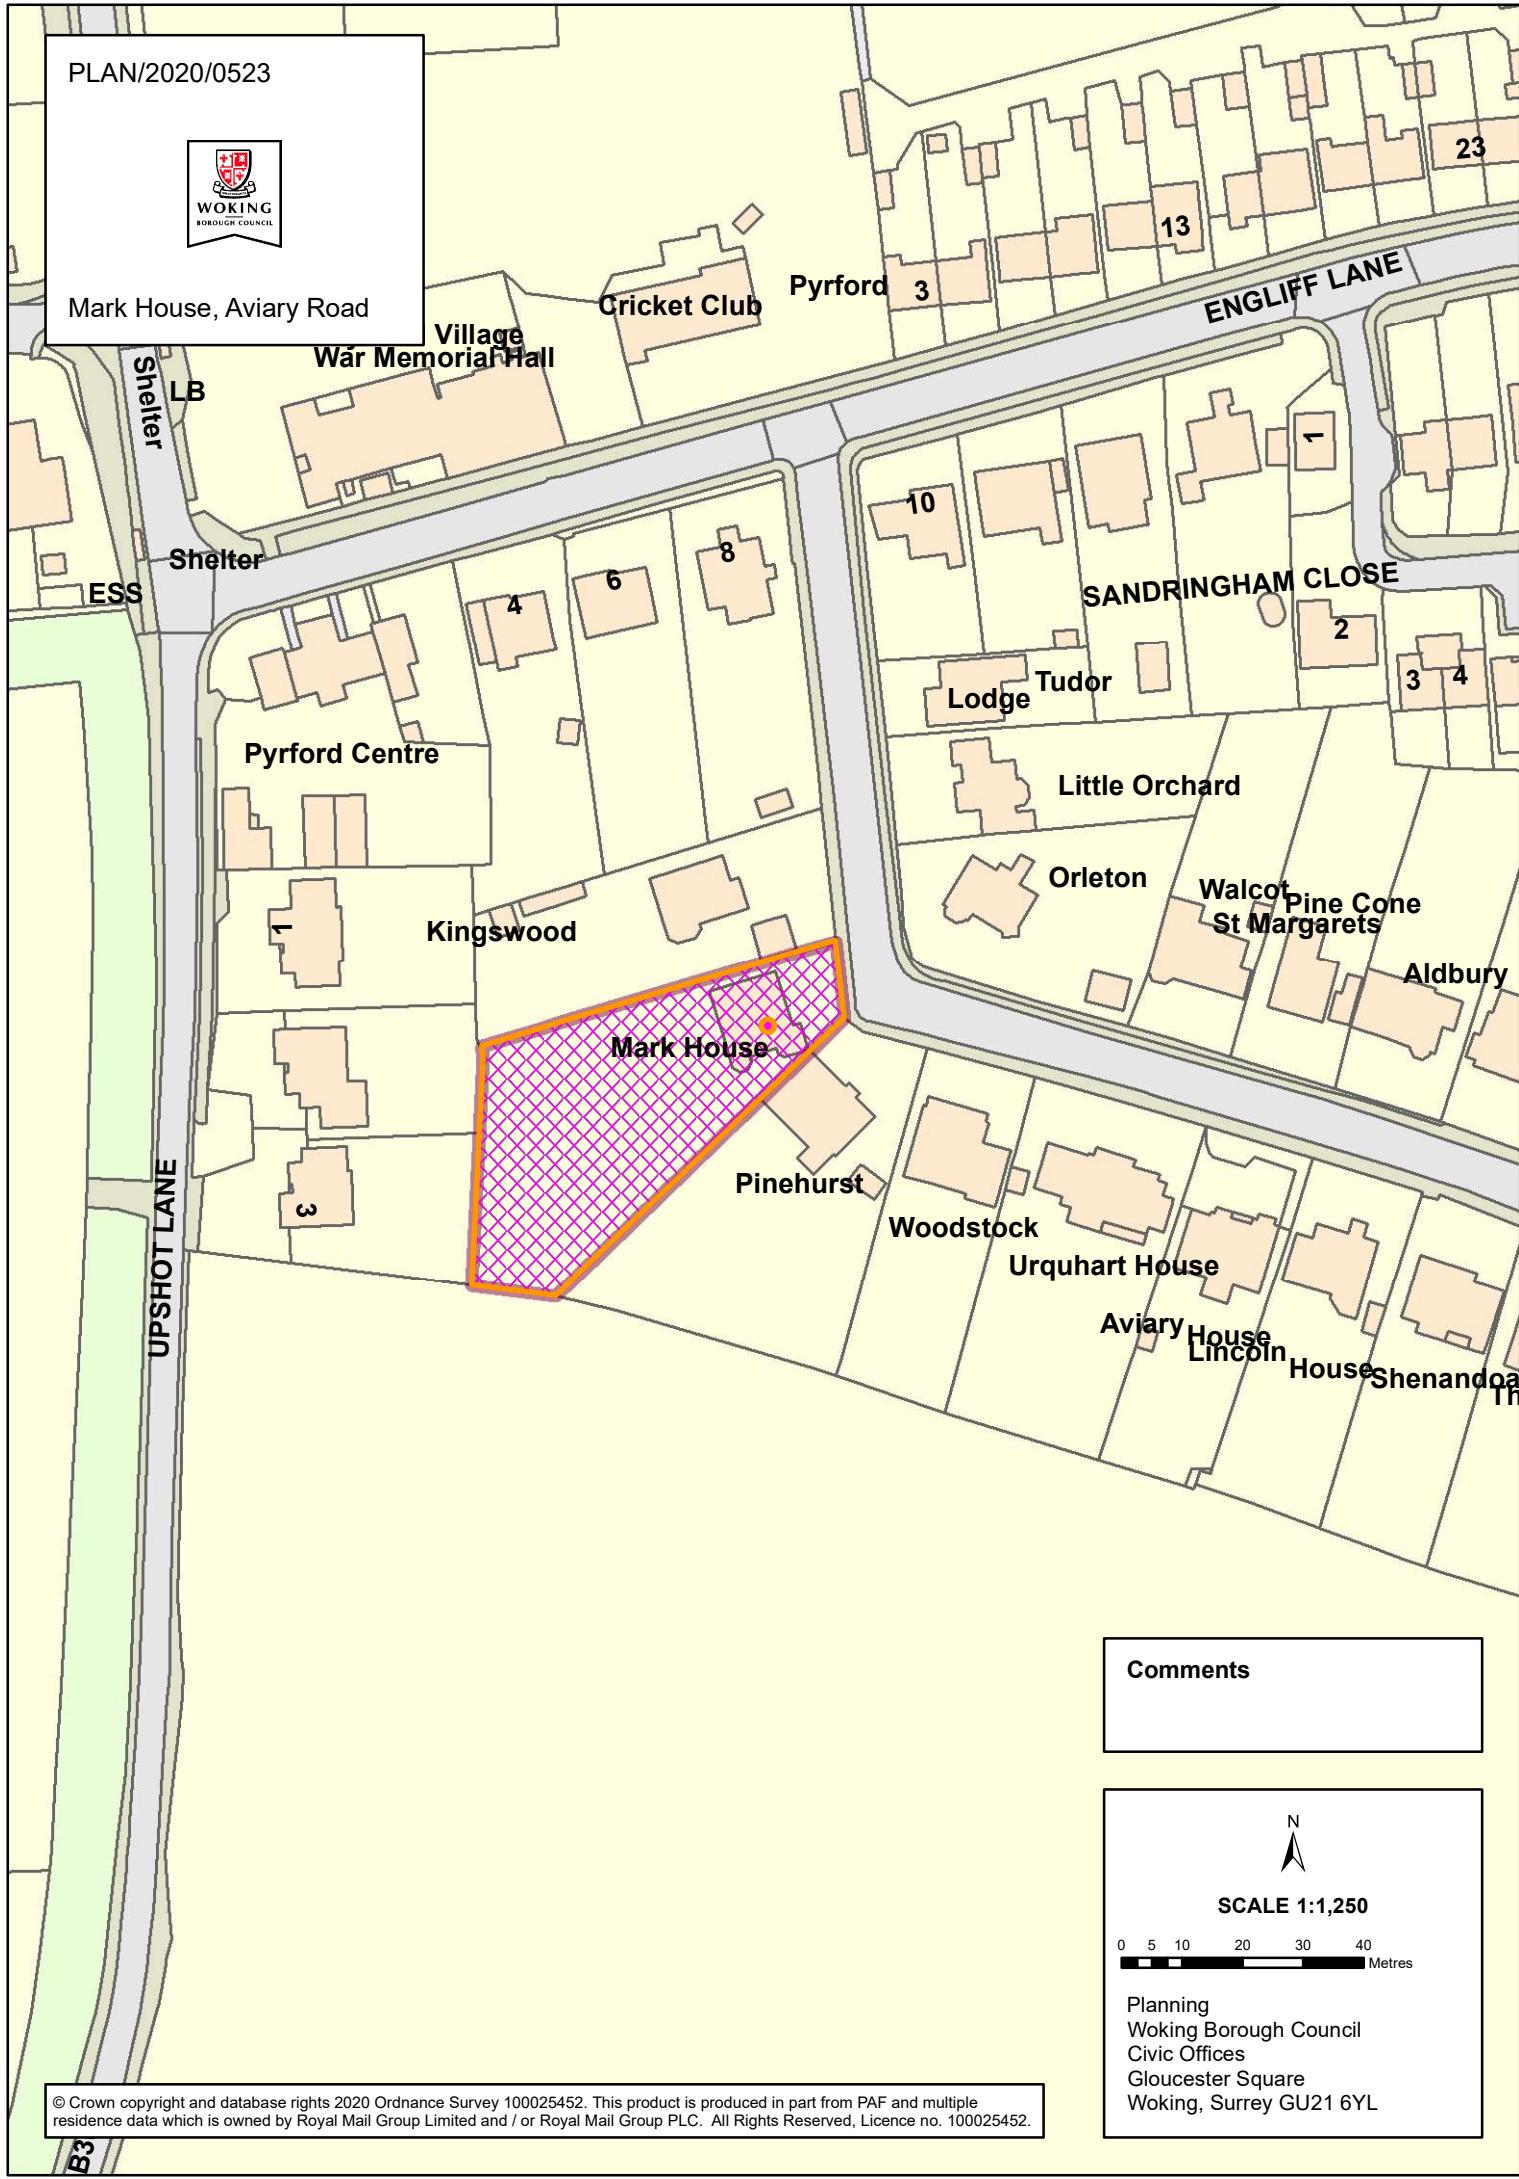 PLAN/2020/0523
WOKING
BOROUGH COUNCIL
Mark House, Aviary Road
Village
War Memorial Hall
Cricket Club
Pyrford
3
13
23
ENGLIFF LANE
Shelter
LB
Shelter
ESS
1
10
8
6
4
SANDRINGHAM CLOSE
2
3
4
Lodge
Tudor
Pyrford Centre
Little Orchard
Orleton
Walcot
Pine Cone
St Margarets
Aldbury
1
Kingswood
Mark House
Pinehurst
3
Woodstock
Urquhart House
Aviary House
Lincoln House
Shenandoa
Th
UPSHOT LANE
B3
Comments
N
SCALE 1:1,250
0 5 10 20 30 40
Metres
Planning
Woking Borough Council
Civic Offices
Gloucester Square
Woking, Surrey GU21 6YL
© Crown copyright and database rights 2020 Ordnance Survey 100025452. This product is produced in part from PAF and multiple
residence data which is owned by Royal Mail Group Limited and / or Royal Mail Group PLC. All Rights Reserved, Licence no. 100025452.